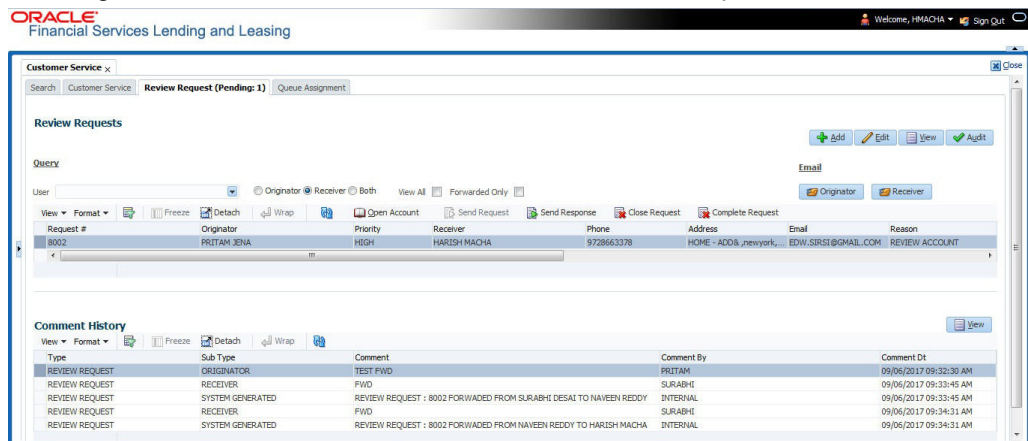 ORACLE
Financial Services Lending and Leasing
Welcome, HMACHA Sign Out
Customer Service x
Close
Search Customer Service Review Request (Pending: 1) Queue Assignment
Review Requests
Add Edit View Audit
Query
Email
User Originator Receiver Both View All Forwarded Only Originator Receiver
View Format Freeze Detach Wrap Open Account Send Request Send Response Close Request Complete Request
Request # Originator Priority Receiver Phone Address Email Reason
8002 PRITAM JENA HIGH HARISH MACHA 9728663378 HOME - ADD& ,newyork,... EDW.SIRSI@GMAIL.COM REVIEW ACCOUNT
Comment History
View
View Format Freeze Detach Wrap
Type Sub Type Comment Comment By Comment Dt
REVIEW REQUEST ORIGINATOR TEST FWD PRITAM 09/06/2017 09:32:30 AM
REVIEW REQUEST RECEIVER FWD SURABHI 09/06/2017 09:33:45 AM
REVIEW REQUEST SYSTEM GENERATED REVIEW REQUEST : 8002 FORWADED FROM SURABHI DESAI TO NAVEEN REDDY INTERNAL 09/06/2017 09:33:45 AM
REVIEW REQUEST RECEIVER FWD SURABHI 09/06/2017 09:34:31 AM
REVIEW REQUEST SYSTEM GENERATED REVIEW REQUEST : 8002 FORWADED FROM NAVEEN REDDY TO HARISH MACHA INTERNAL 09/06/2017 09:34:31 AM